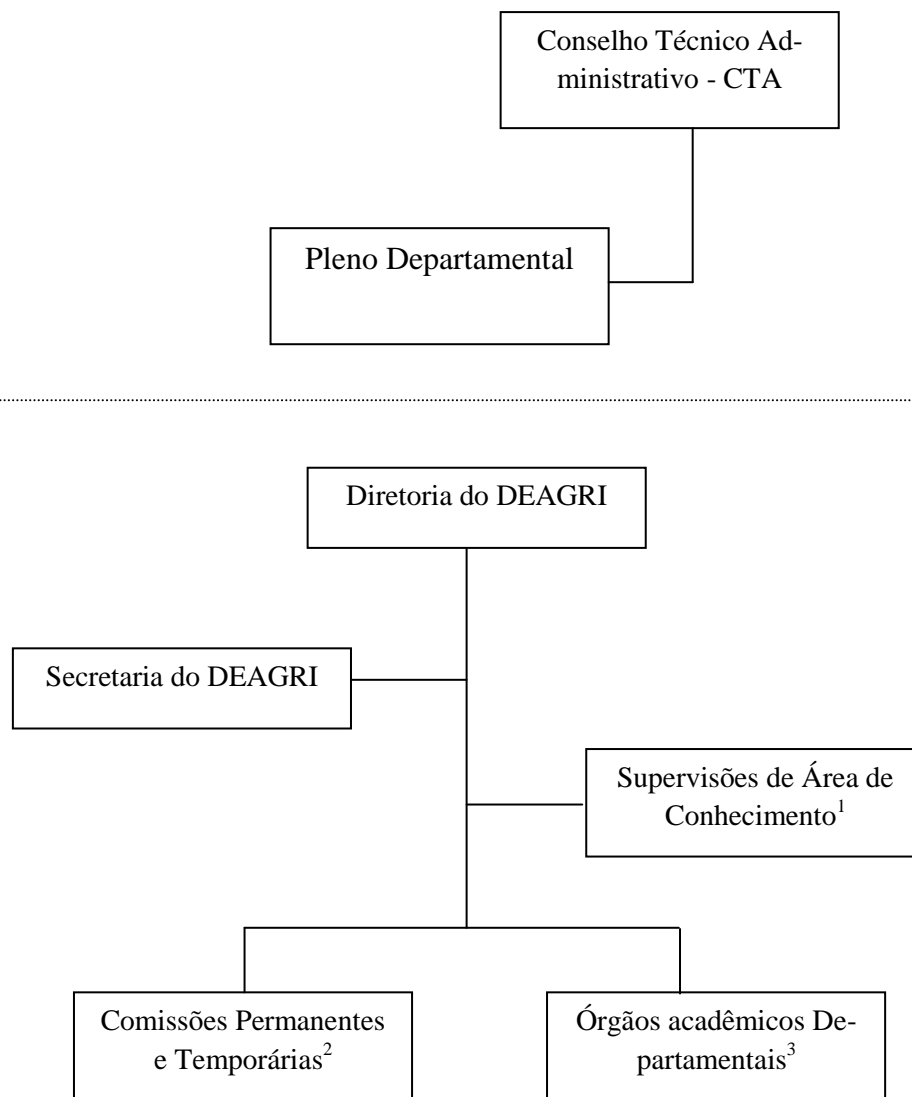 Conselho Técnico Ad-
ministrativo - CTA
Pleno Departamental
Diretoria do DEAGRI
Secretaria do DEAGRI
Supervisões de Área de
Conhecimento¹
Comissões Permanentes
e Temporárias²
Órgãos acadêmicos De-
partamentais³